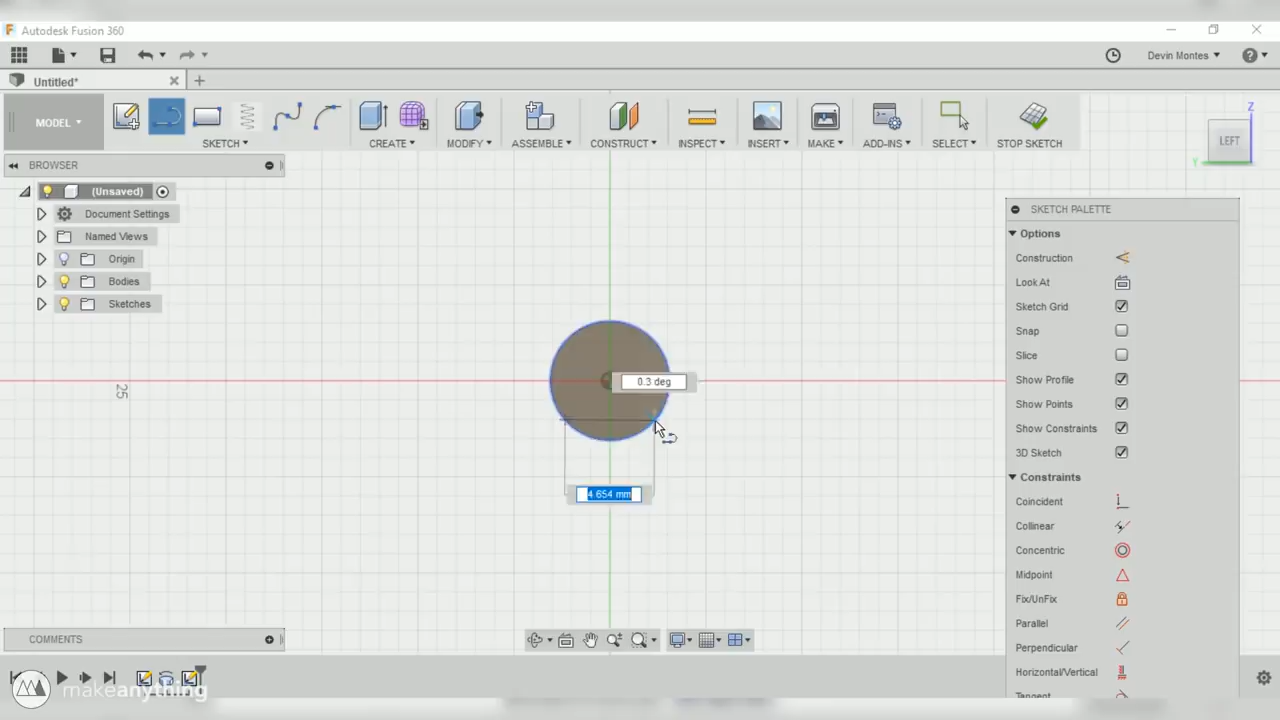 Autodesk Fusion 360
Devin Montes
Untitled*
MODEL
SKETCH
CREATE
MODIFY
ASSEMBLE
CONSTRUCT
INSPECT
INSERT
MAKE
ADD-INS
SELECT
STOP SKETCH
Z
LEFT
Y
BROWSER
(Unsaved)
Document Settings
Named Views
Origin
Bodies
Sketches
25
0.3 deg
4.654 mm
SKETCH PALETTE
Options
Construction
Look At
Sketch Grid
Snap
Slice
Show Profile
Show Points
Show Constraints
3D Sketch
Constraints
Coincident
Collinear
Concentric
Midpoint
Fix/UnFix
Parallel
Perpendicular
Horizontal/Vertical
Tangent
COMMENTS
makeanything